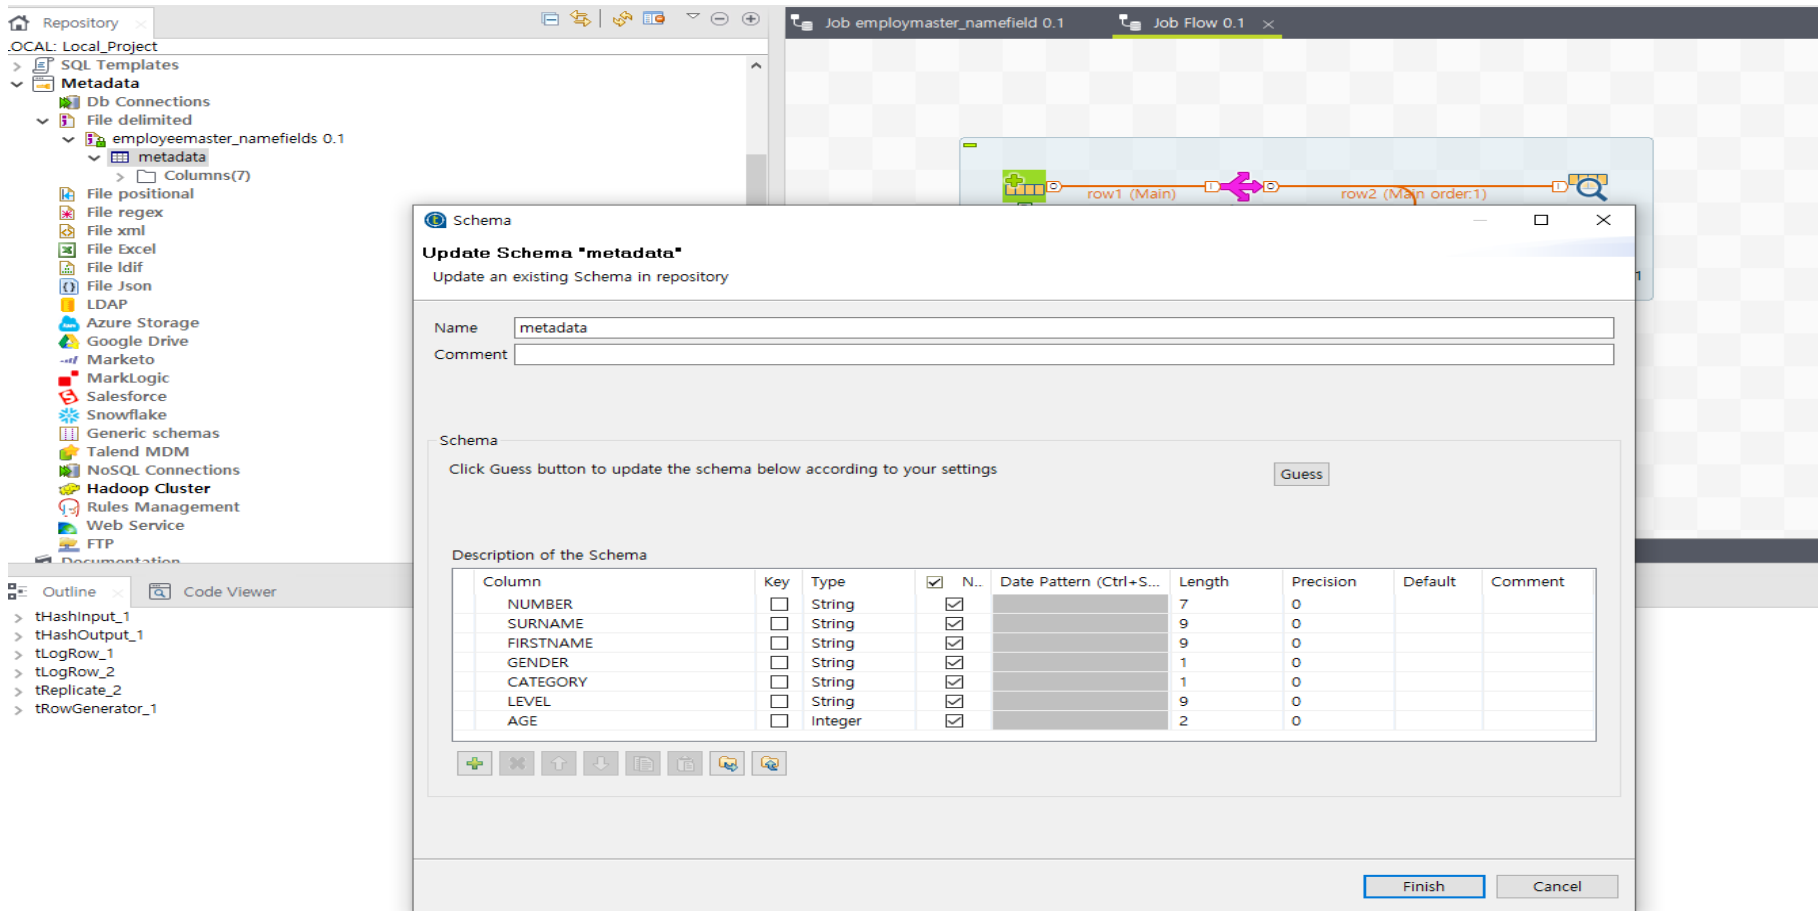 Repository
LOCAL: Local_Project
SQL Templates
Metadata
Db Connections
File delimited
employeemaster_namefields 0.1
metadata
Columns(7)
File positional
File regex
File xml
File Excel
File ldif
File Json
LDAP
Azure Storage
Google Drive
Marketo
MarkLogic
Salesforce
Snowflake
Generic schemas
Talend MDM
NoSQL Connections
Hadoop Cluster
Rules Management
Web Service
FTP
Documentation
Outline
Code Viewer
tHashInput_1
tHashOutput_1
tLogRow_1
tLogRow_2
tReplicate_2
tRowGenerator_1
Job employmaster_namefield 0.1
Job Flow 0.1
row1 (Main)
row2 (Main order:1)
1
Schema
Update Schema "metadata"
Update an existing Schema in repository
Name metadata
Comment
Schema
Click Guess button to update the schema below according to your settings
Guess
Description of the Schema
Column Key Type N.. Date Pattern (Ctrl+S... Length Precision Default Comment
NUMBER String 7 0
SURNAME String 9 0
FIRSTNAME String 9 0
GENDER String 1 0
CATEGORY String 1 0
LEVEL String 9 0
AGE Integer 2 0
Finish Cancel